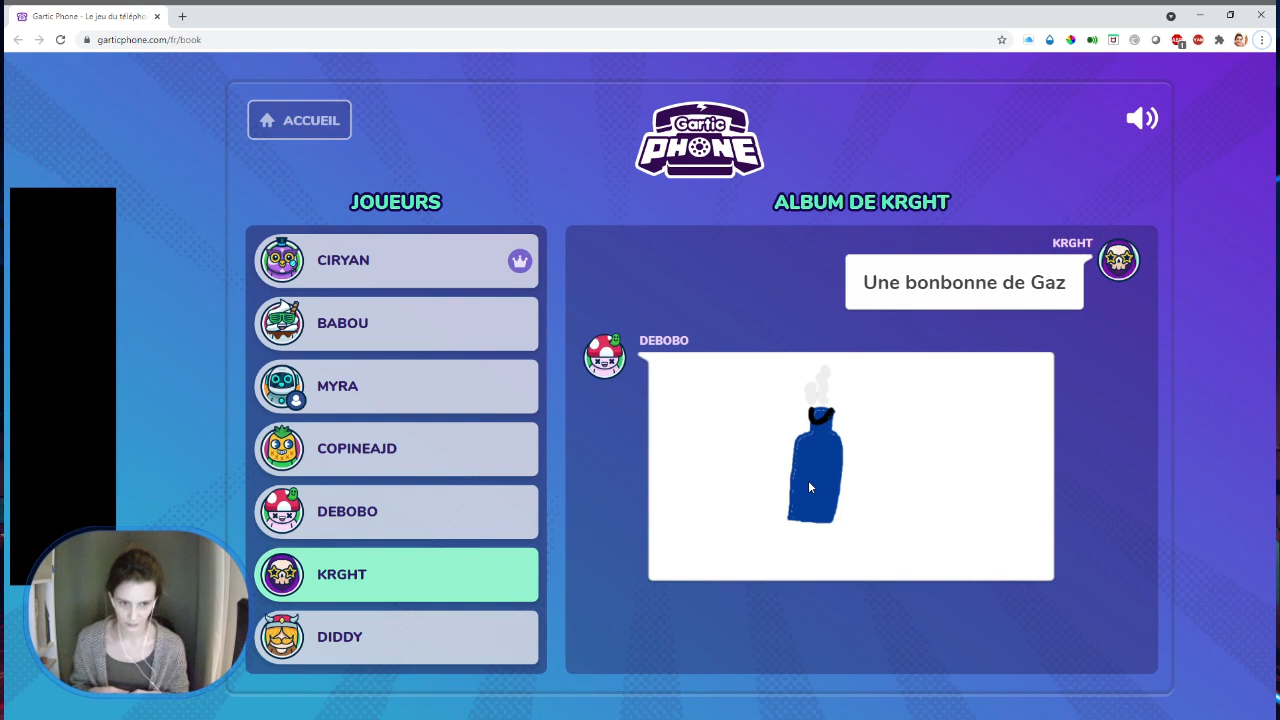 Gartic Phone - Le jeu du télépho
garticphone.com/fr/book
ACCUEIL
Gartic
PHONE
JOUEURS
CIRYAN
BABOU
MYRA
COPINEAJD
DEBOBO
KRGHT
DIDDY
ALBUM DE KRGHT
KRGHT
Une bonbonne de Gaz
DEBOBO